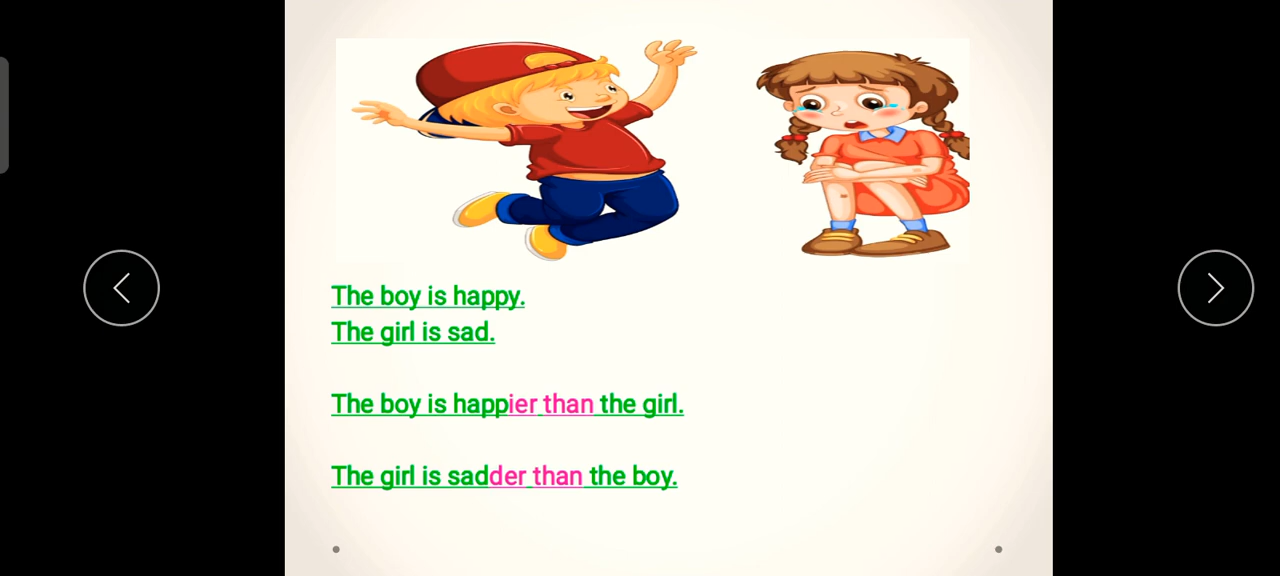 The boy is happy.
The girl is sad.
The boy is happier than the girl.
The girl is sadder than the boy.